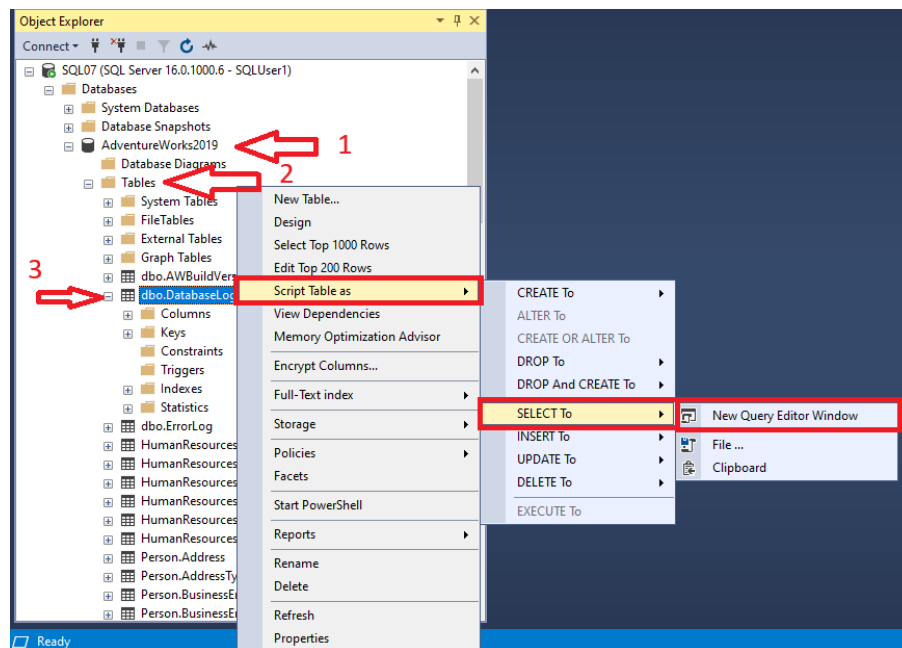 Object Explorer
Connect
SQL07 (SQL Server 16.0.1000.6 - SQLUser1)
Databases
System Databases
Database Snapshots
AdventureWorks2019
1
Database Diagrams
Tables
2
System Tables
FileTables
External Tables
Graph Tables
dbo.AWBuildVers
3
dbo.DatabaseLog
Columns
Keys
Constraints
Triggers
Indexes
Statistics
dbo.ErrorLog
HumanResources
HumanResources
HumanResources
HumanResources
HumanResources
HumanResources
Person.Address
Person.AddressTy
Person.BusinessE
Person.BusinessE
New Table...
Design
Select Top 1000 Rows
Edit Top 200 Rows
Script Table as
View Dependencies
Memory Optimization Advisor
Encrypt Columns...
Full-Text index
Storage
Policies
Facets
Start PowerShell
Reports
Rename
Delete
Refresh
Properties
CREATE To
ALTER To
CREATE OR ALTER To
DROP To
DROP And CREATE To
SELECT To
INSERT To
UPDATE To
DELETE To
EXECUTE To
New Query Editor Window
File ...
Clipboard
Ready